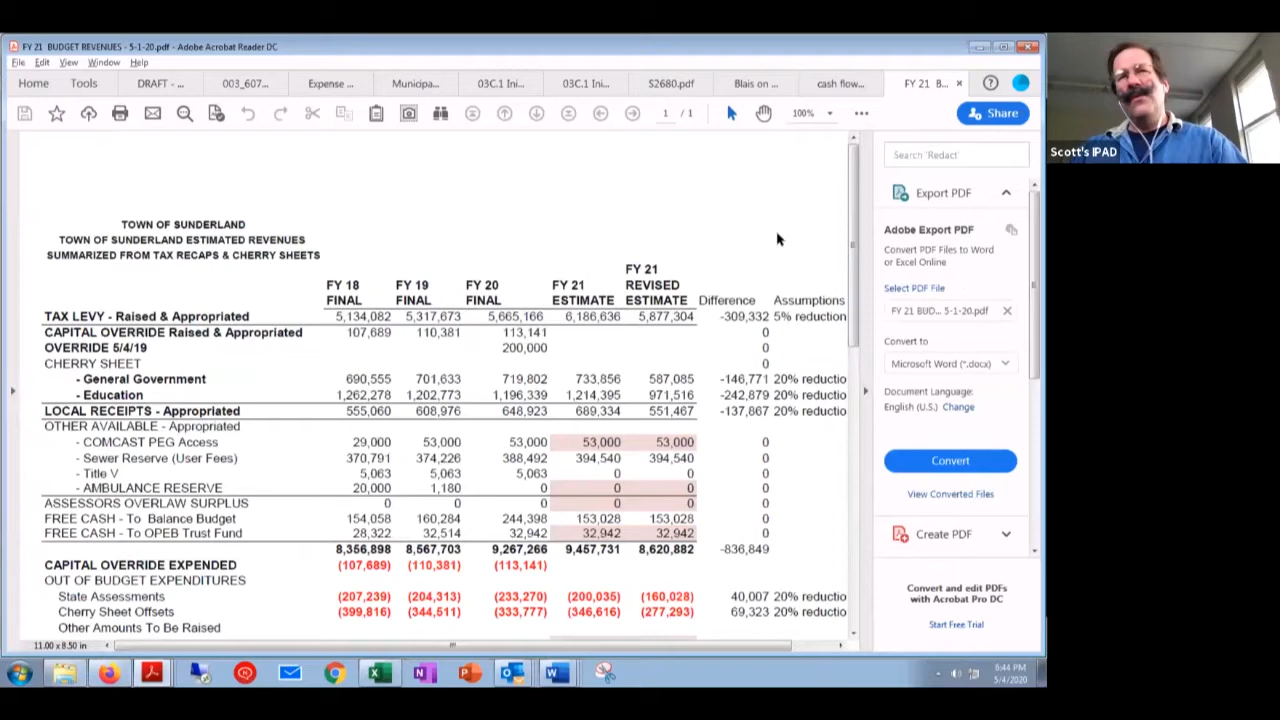 FY 21 BUDGET REVENUES - 5-1-20.pdf - Adobe Acrobat Reader DC
File Edit View Window Help
Home Tools DRAFT - ... 003_607... Expense ... Municipa... 03C.1 Ini... 03C.1 Ini... S2680.pdf Blais on ... cash flow... FY 21 B... ×
1 / 1 100% Share
TOWN OF SUNDERLAND
TOWN OF SUNDERLAND ESTIMATED REVENUES
SUMMARIZED FROM TAX RECAPS & CHERRY SHEETS
FY 21
FY 18 FY 19 FY 20 FY 21 REVISED
FINAL FINAL FINAL ESTIMATE ESTIMATE Difference Assumptions
TAX LEVY - Raised & Appropriated 5,134,082 5,317,673 5,665,166 6,186,636 5,877,304 -309,332 5% reduction
CAPITAL OVERRIDE Raised & Appropriated 107,689 110,381 113,141 0
OVERRIDE 5/4/19 200,000 0
CHERRY SHEET 0
- General Government 690,555 701,633 719,802 733,856 587,085 -146,771 20% reductio
- Education 1,262,278 1,202,773 1,196,339 1,214,395 971,516 -242,879 20% reductio
LOCAL RECEIPTS - Appropriated 555,060 608,976 648,923 689,334 551,467 -137,867 20% reductio
OTHER AVAILABLE - Appropriated
- COMCAST PEG Access 29,000 53,000 53,000 53,000 53,000 0
- Sewer Reserve (User Fees) 370,791 374,226 388,492 394,540 394,540 0
- Title V 5,063 5,063 5,063 0 0 0
- AMBULANCE RESERVE 20,000 1,180 0 0 0 0
ASSESSORS OVERLAW SURPLUS 0 0 0 0 0 0
FREE CASH - To Balance Budget 154,058 160,284 244,398 153,028 153,028 0
FREE CASH - To OPEB Trust Fund 28,322 32,514 32,942 32,942 32,942 0
8,356,898 8,567,703 9,267,266 9,457,731 8,620,882 -836,849
CAPITAL OVERRIDE EXPENDED (107,689) (110,381) (113,141)
OUT OF BUDGET EXPENDITURES
State Assessments (207,239) (204,313) (233,270) (200,035) (160,028) 40,007 20% reductio
Cherry Sheet Offsets (399,816) (344,511) (333,777) (346,616) (277,293) 69,323 20% reductio
Other Amounts To Be Raised
11.00 x 8.50 in
Search 'Redact'
Export PDF
Adobe Export PDF
Convert PDF Files to Word
or Excel Online
Select PDF File
FY 21 BUD... 5-1-20.pdf ×
Convert to
Microsoft Word (*.docx)
Document Language:
English (U.S.) Change
Convert
View Converted Files
Create PDF
Convert and edit PDFs
with Acrobat Pro DC
Start Free Trial
6:44 PM
5/4/2020
Scott's IPAD